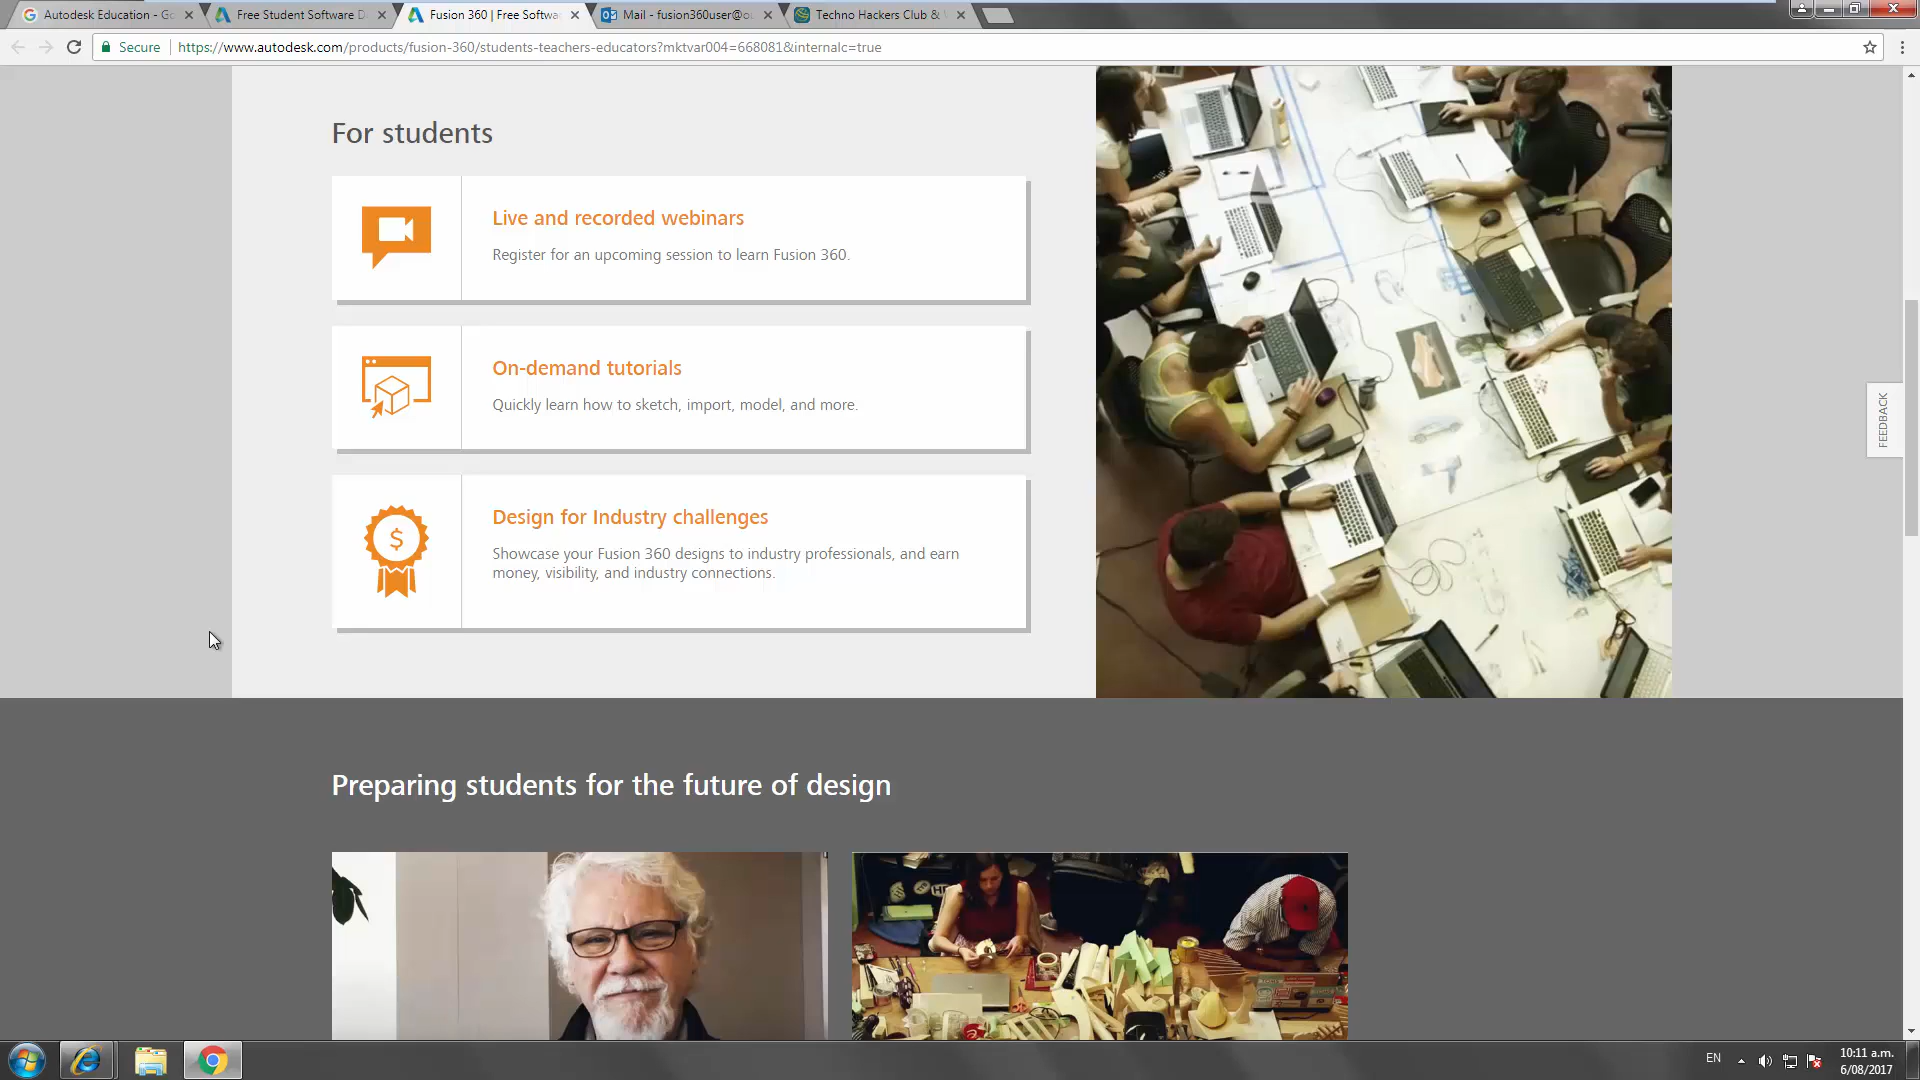 Autodesk Education - Go
Free Student Software D
Fusion 360 | Free Softwa
Mail - fusion360user@ou
Techno Hackers Club &
Secure
https://www.autodesk.com/products/fusion-360/students-teachers-educators?mktvar004=668081&internalc=true
For students
Live and recorded webinars
Register for an upcoming session to learn Fusion 360.
On-demand tutorials
Quickly learn how to sketch, import, model, and more.
$
Design for Industry challenges
Showcase your Fusion 360 designs to industry professionals, and earn
money, visibility, and industry connections.
FEEDBACK
Preparing students for the future of design
EN
10:11 a.m.
6/08/2017